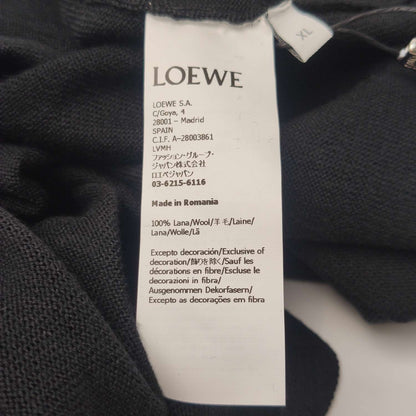 XL
LOEWE
LOEWE S.A.
C/Goya, 4
28001 – Madrid
SPAIN
C.I.F. A-28003861
LVMH
ファッション・グループ・
ジャパン株式会社
ロエベジャパン
03-6215-6116
Made in Romania
100% Lana/Wool/羊毛/Laine/
Lana/Wolle/Lã
Excepto decoración/Exclusive of
decoration/飾りを除く/Sauf les
décorations en fibre/Escluse le
decorazioni in fibra/
Ausgenommen Dekorfasern/
Excepto as decorações em fibra